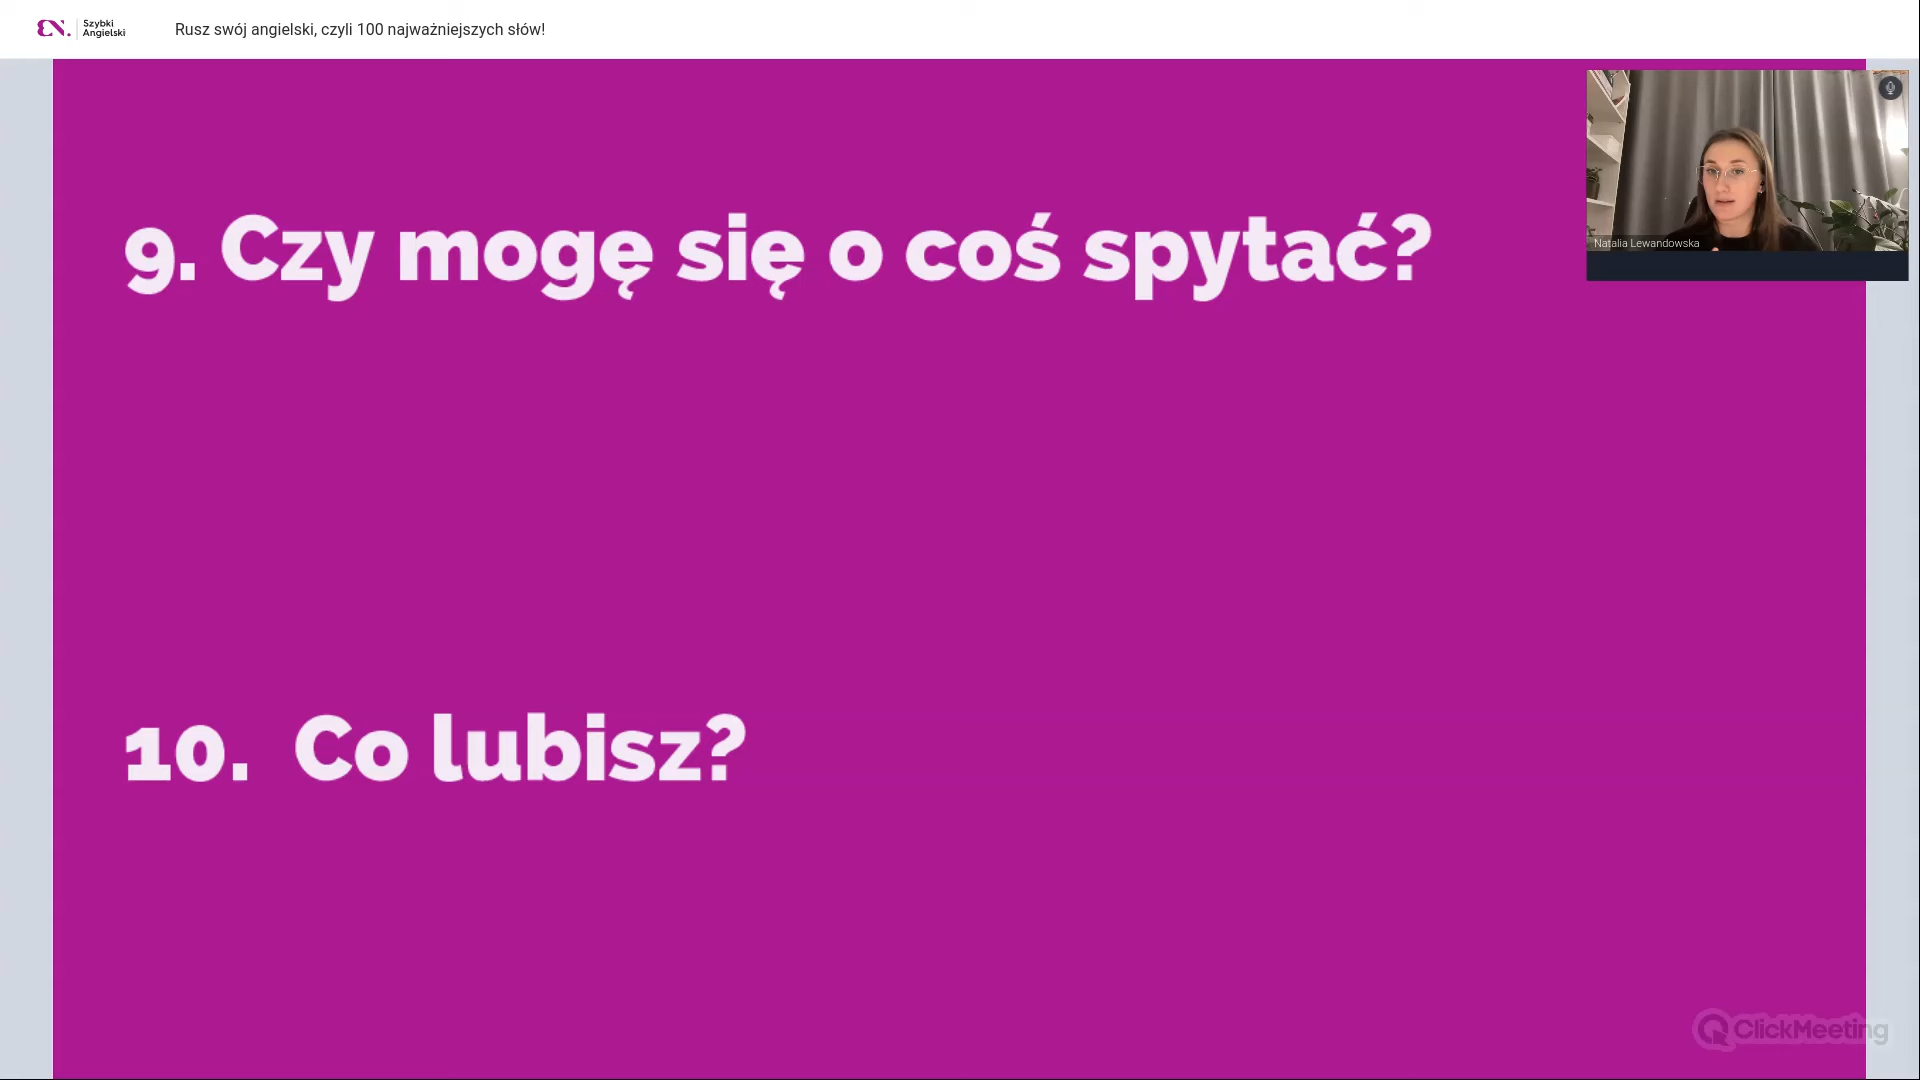 Szybki
Angielski
Rusz swój angielski, czyli 100 najważniejszych słów!
9. Czy mogę się o coś spytać?
Natalia Lewandowska
10. Co lubisz?
ClickMeeting